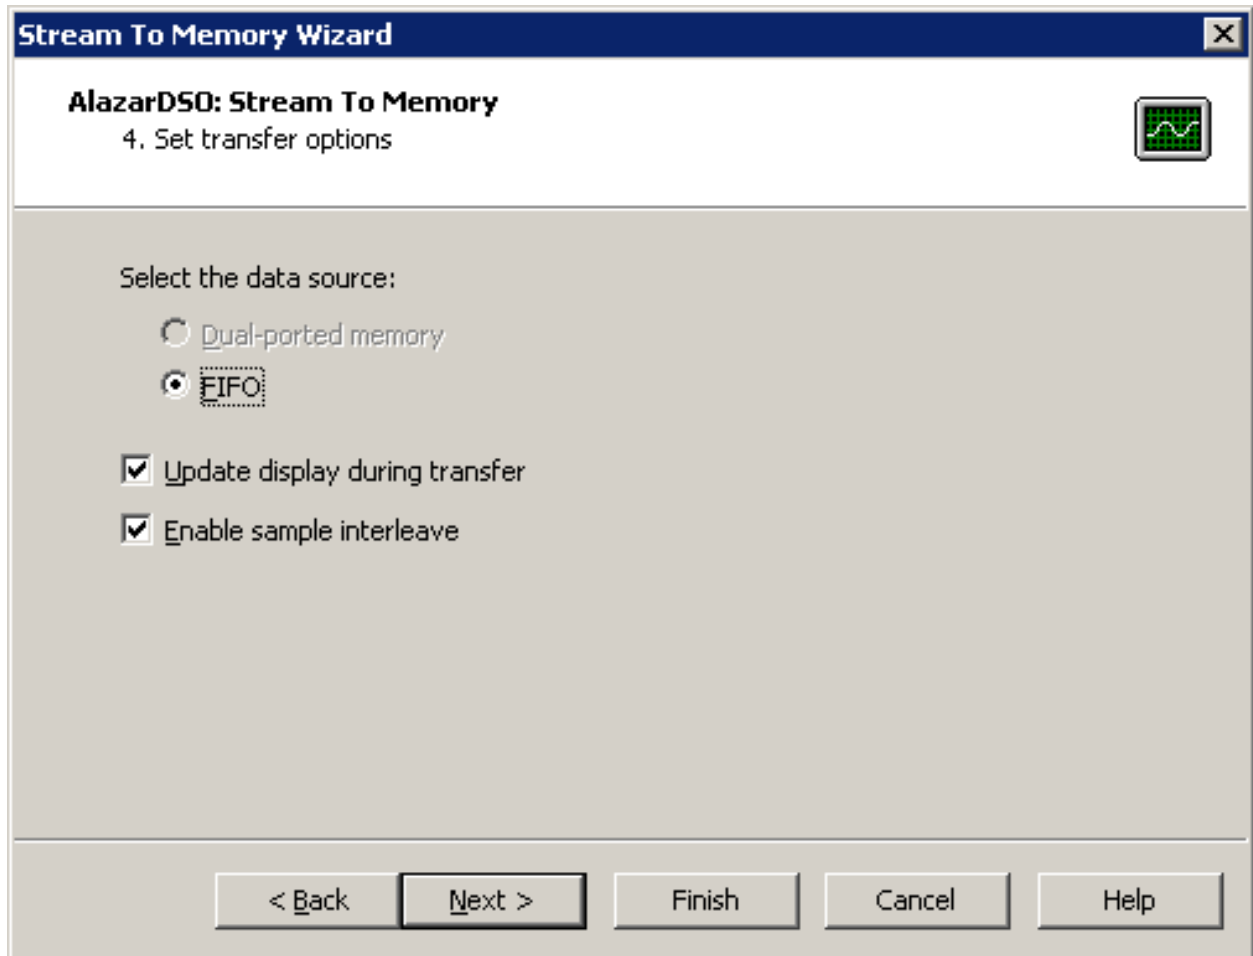 Stream To Memory Wizard
AlazarDSO: Stream To Memory
4. Set transfer options
Select the data source:
Dual-ported memory
FIFO
Update display during transfer
Enable sample interleave
< Back Next > Finish Cancel Help